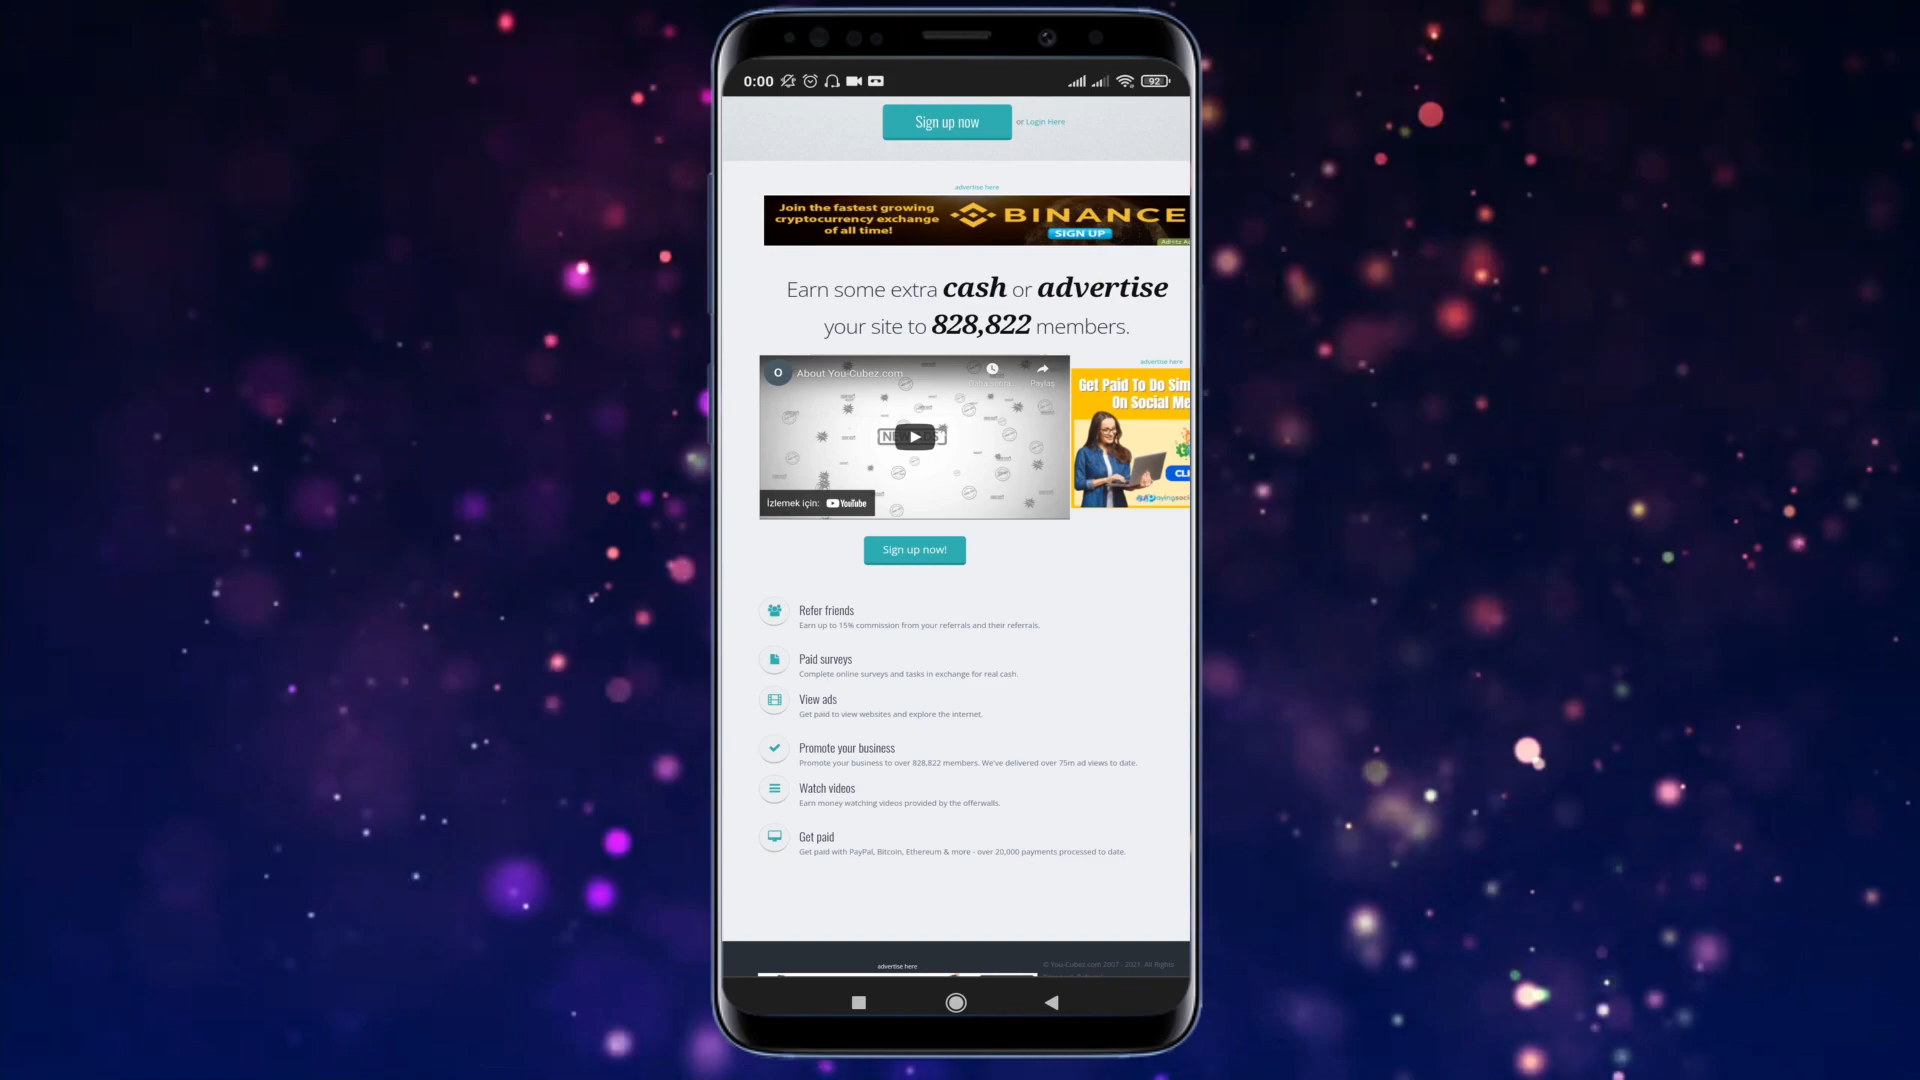 0:00
92
Sign up now or Login Here
advertise here
Join the fastest growing
cryptocurrency exchange
of all time!
BINANCE
SIGN UP
Earn some extra cash or advertise
your site to 828,822 members.
advertise here
O About You-Cubez.com
Paylaş
NEW ADS
İzlemek için: YouTube
Get Paid To Do Sim
On Social Me
CLI
Sign up now!
Refer friends
Earn up to 15% commission from your referrals and their referrals.
Paid surveys
Complete online surveys and tasks in exchange for real cash.
View ads
Get paid to view websites and explore the internet.
Promote your business
Promote your business to over 828,822 members. We've delivered over 75m ad views to date.
Watch videos
Earn money watching videos provided by the offerwalls.
Get paid
Get paid with PayPal, Bitcoin, Ethereum & more - over 20,000 payments processed to date.
advertise here
© You-Cubez.com 2007 - 2021. All Rights